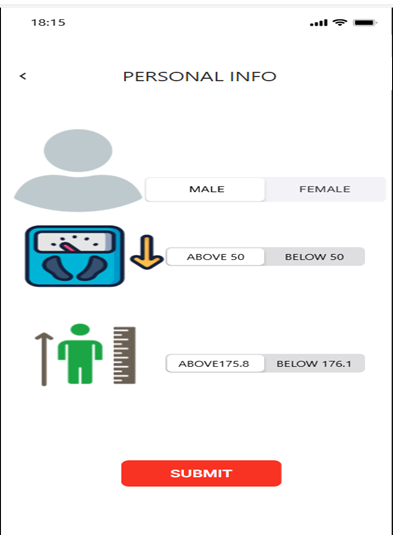 18:15
< PERSONAL INFO
MALE FEMALE
ABOVE 50 BELOW 50
ABOVE175.8 BELOW 176.1
SUBMIT